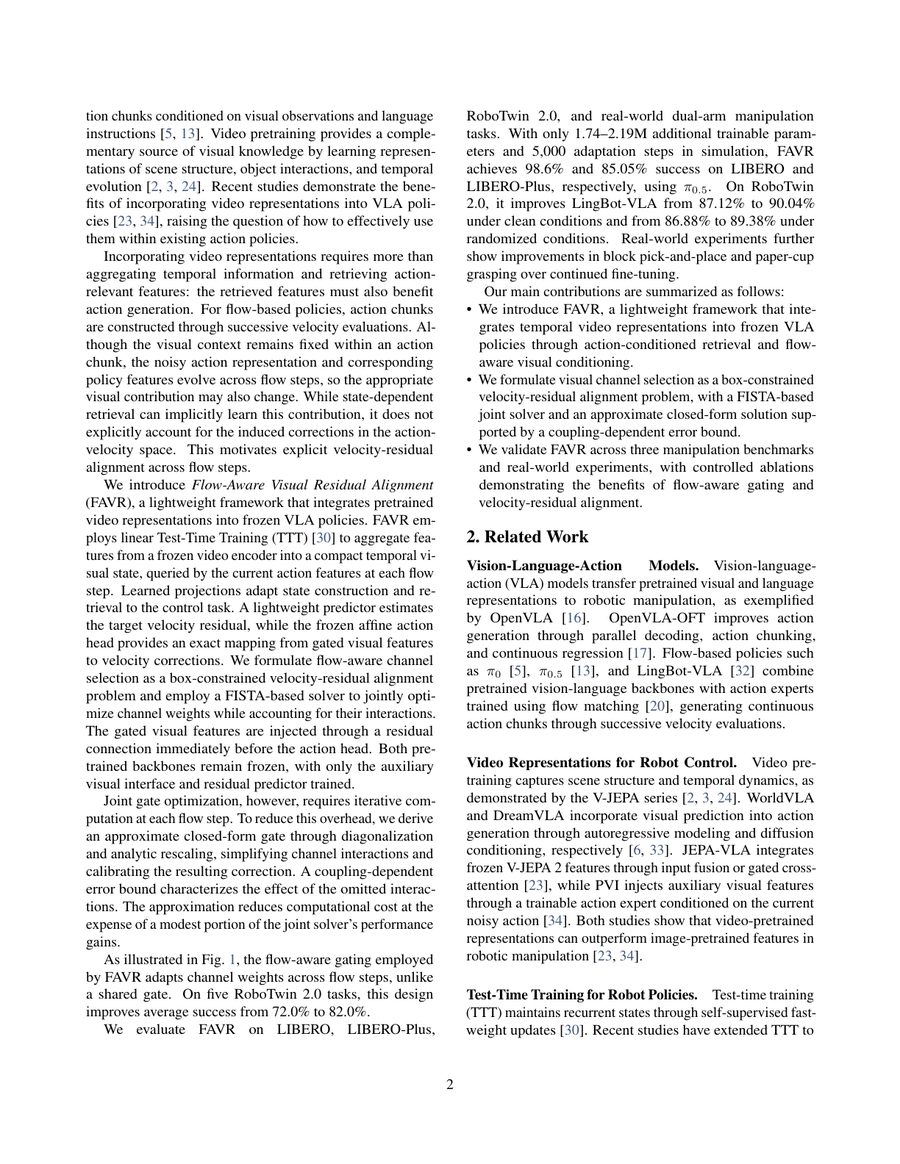 tion chunks conditioned on visual observations and language
instructions [5, 13]. Video pretraining provides a comple-
mentary source of visual knowledge by learning represen-
tations of scene structure, object interactions, and temporal
evolution [2, 3, 24]. Recent studies demonstrate the bene-
fits of incorporating video representations into VLA poli-
cies [23, 34], raising the question of how to effectively use
them within existing action policies.
Incorporating video representations requires more than
aggregating temporal information and retrieving action-
relevant features: the retrieved features must also benefit
action generation. For flow-based policies, action chunks
are constructed through successive velocity evaluations. Al-
though the visual context remains fixed within an action
chunk, the noisy action representation and corresponding
policy features evolve across flow steps, so the appropriate
visual contribution may also change. While state-dependent
retrieval can implicitly learn this contribution, it does not
explicitly account for the induced corrections in the action-
velocity space. This motivates explicit velocity-residual
alignment across flow steps.
We introduce Flow-Aware Visual Residual Alignment
(FAVR), a lightweight framework that integrates pretrained
video representations into frozen VLA policies. FAVR em-
ploys linear Test-Time Training (TTT) [30] to aggregate fea-
tures from a frozen video encoder into a compact temporal vi-
sual state, queried by the current action features at each flow
step. Learned projections adapt state construction and re-
trieval to the control task. A lightweight predictor estimates
the target velocity residual, while the frozen affine action
head provides an exact mapping from gated visual features
to velocity corrections. We formulate flow-aware channel
selection as a box-constrained velocity-residual alignment
problem and employ a FISTA-based solver to jointly opti-
mize channel weights while accounting for their interactions.
The gated visual features are injected through a residual
connection immediately before the action head. Both pre-
trained backbones remain frozen, with only the auxiliary
visual interface and residual predictor trained.
Joint gate optimization, however, requires iterative com-
putation at each flow step. To reduce this overhead, we derive
an approximate closed-form gate through diagonalization
and analytic rescaling, simplifying channel interactions and
calibrating the resulting correction. A coupling-dependent
error bound characterizes the effect of the omitted interac-
tions. The approximation reduces computational cost at the
expense of a modest portion of the joint solver's performance
gains.
As illustrated in Fig. 1, the flow-aware gating employed
by FAVR adapts channel weights across flow steps, unlike
a shared gate. On five RoboTwin 2.0 tasks, this design
improves average success from 72.0% to 82.0%.
We evaluate FAVR on LIBERO, LIBERO-Plus,
RoboTwin 2.0, and real-world dual-arm manipulation
tasks. With only 1.74–2.19M additional trainable param-
eters and 5,000 adaptation steps in simulation, FAVR
achieves 98.6% and 85.05% success on LIBERO and
LIBERO-Plus, respectively, using π0.5. On RoboTwin
2.0, it improves LingBot-VLA from 87.12% to 90.04%
under clean conditions and from 86.88% to 89.38% under
randomized conditions. Real-world experiments further
show improvements in block pick-and-place and paper-cup
grasping over continued fine-tuning.
Our main contributions are summarized as follows:
• We introduce FAVR, a lightweight framework that inte-
grates temporal video representations into frozen VLA
policies through action-conditioned retrieval and flow-
aware visual conditioning.
• We formulate visual channel selection as a box-constrained
velocity-residual alignment problem, with a FISTA-based
joint solver and an approximate closed-form solution sup-
ported by a coupling-dependent error bound.
• We validate FAVR across three manipulation benchmarks
and real-world experiments, with controlled ablations
demonstrating the benefits of flow-aware gating and
velocity-residual alignment.
2. Related Work
Vision-Language-Action Models. Vision-language-
action (VLA) models transfer pretrained visual and language
representations to robotic manipulation, as exemplified
by OpenVLA [16]. OpenVLA-OFT improves action
generation through parallel decoding, action chunking,
and continuous regression [17]. Flow-based policies such
as π0 [5], π0.5 [13], and LingBot-VLA [32] combine
pretrained vision-language backbones with action experts
trained using flow matching [20], generating continuous
action chunks through successive velocity evaluations.
Video Representations for Robot Control. Video pre-
training captures scene structure and temporal dynamics, as
demonstrated by the V-JEPA series [2, 3, 24]. WorldVLA
and DreamVLA incorporate visual prediction into action
generation through autoregressive modeling and diffusion
conditioning, respectively [6, 33]. JEPA-VLA integrates
frozen V-JEPA 2 features through input fusion or gated cross-
attention [23], while PVI injects auxiliary visual features
through a trainable action expert conditioned on the current
noisy action [34]. Both studies show that video-pretrained
representations can outperform image-pretrained features in
robotic manipulation [23, 34].
Test-Time Training for Robot Policies. Test-time training
(TTT) maintains recurrent states through self-supervised fast-
weight updates [30]. Recent studies have extended TTT to
2